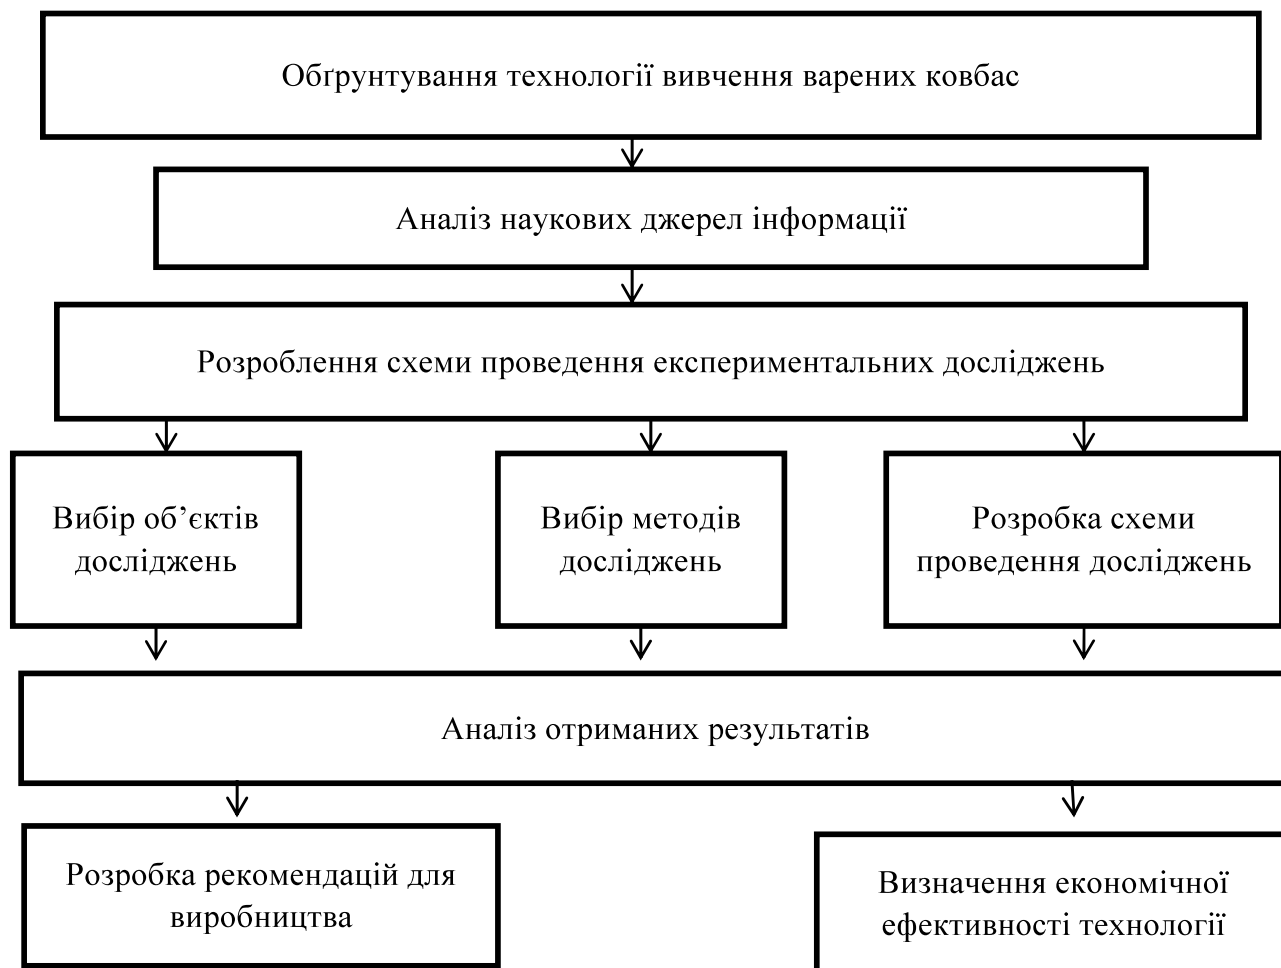 Обґрунтування технології вивчення варених ковбас
Аналіз наукових джерел інформації
Розроблення схеми проведення експериментальних досліджень
Вибір об’єктів
досліджень
Вибір методів
досліджень
Розробка схеми
проведення досліджень
Аналіз отриманих результатів
Розробка рекомендацій для
виробництва
Визначення економічної
ефективності технології